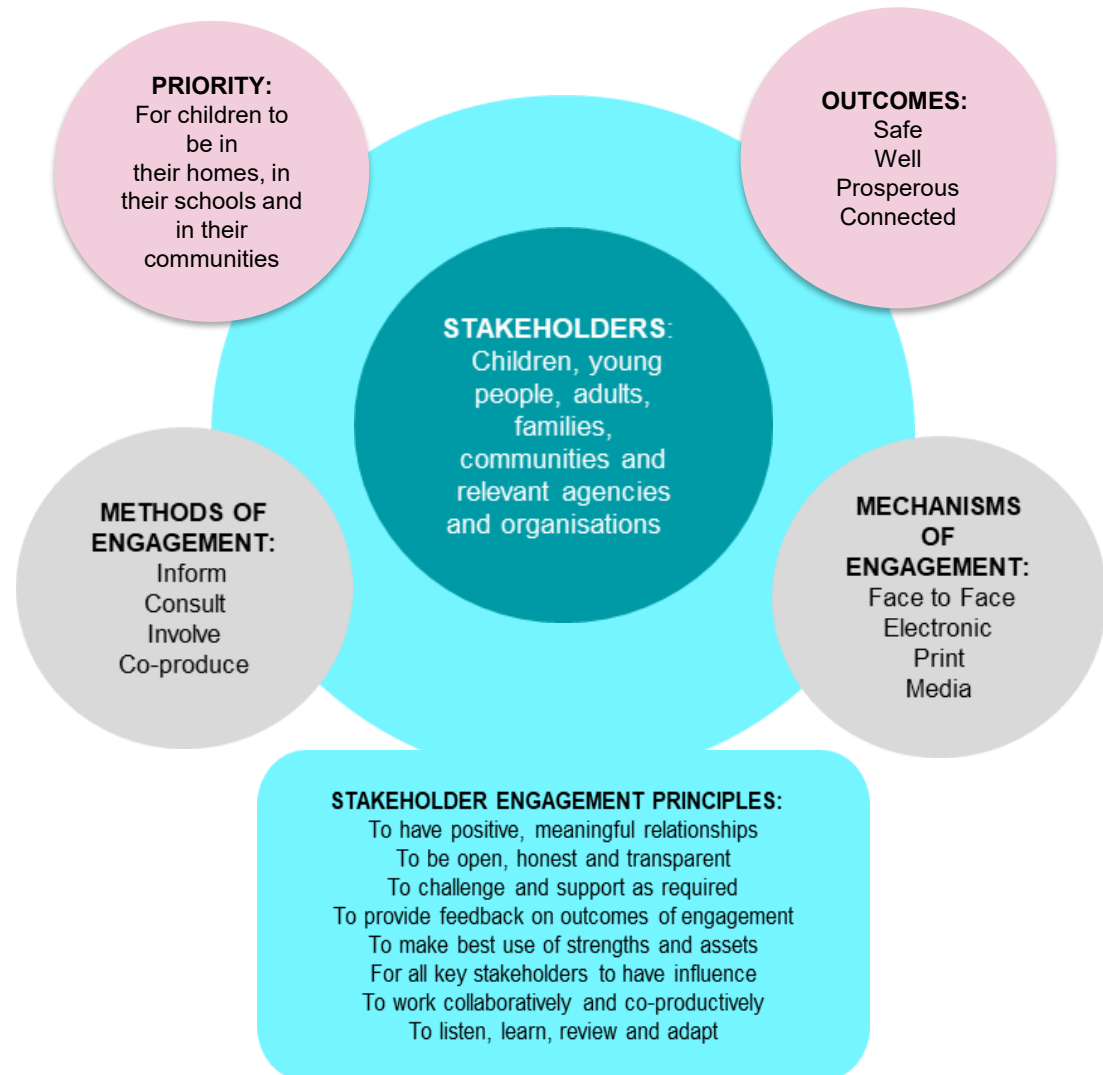 PRIORITY:
For children to
be in
their homes, in
their schools and
in their
communities
OUTCOMES:
Safe
Well
Prosperous
Connected
STAKEHOLDERS:
Children, young
people, adults,
families,
communities and
relevant agencies
and organisations
METHODS OF
ENGAGEMENT:
Inform
Consult
Involve
Co-produce
MECHANISMS
OF
ENGAGEMENT:
Face to Face
Electronic
Print
Media
STAKEHOLDER ENGAGEMENT PRINCIPLES:
To have positive, meaningful relationships
To be open, honest and transparent
To challenge and support as required
To provide feedback on outcomes of engagement
To make best use of strengths and assets
For all key stakeholders to have influence
To work collaboratively and co-productively
To listen, learn, review and adapt